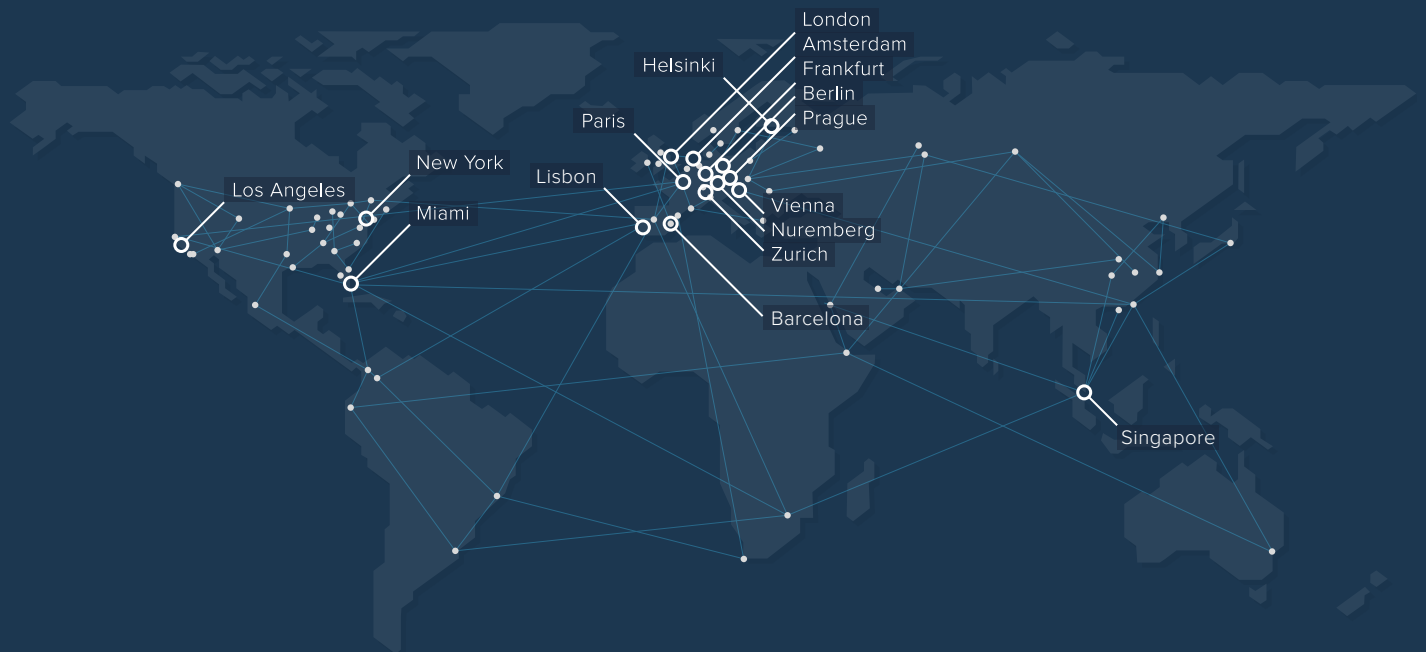 London
Amsterdam
Helsinki
Frankfurt
Berlin
Paris
Prague
New York
Lisbon
Los Angeles
Miami
Vienna
Nuremberg
Zurich
Barcelona
Singapore